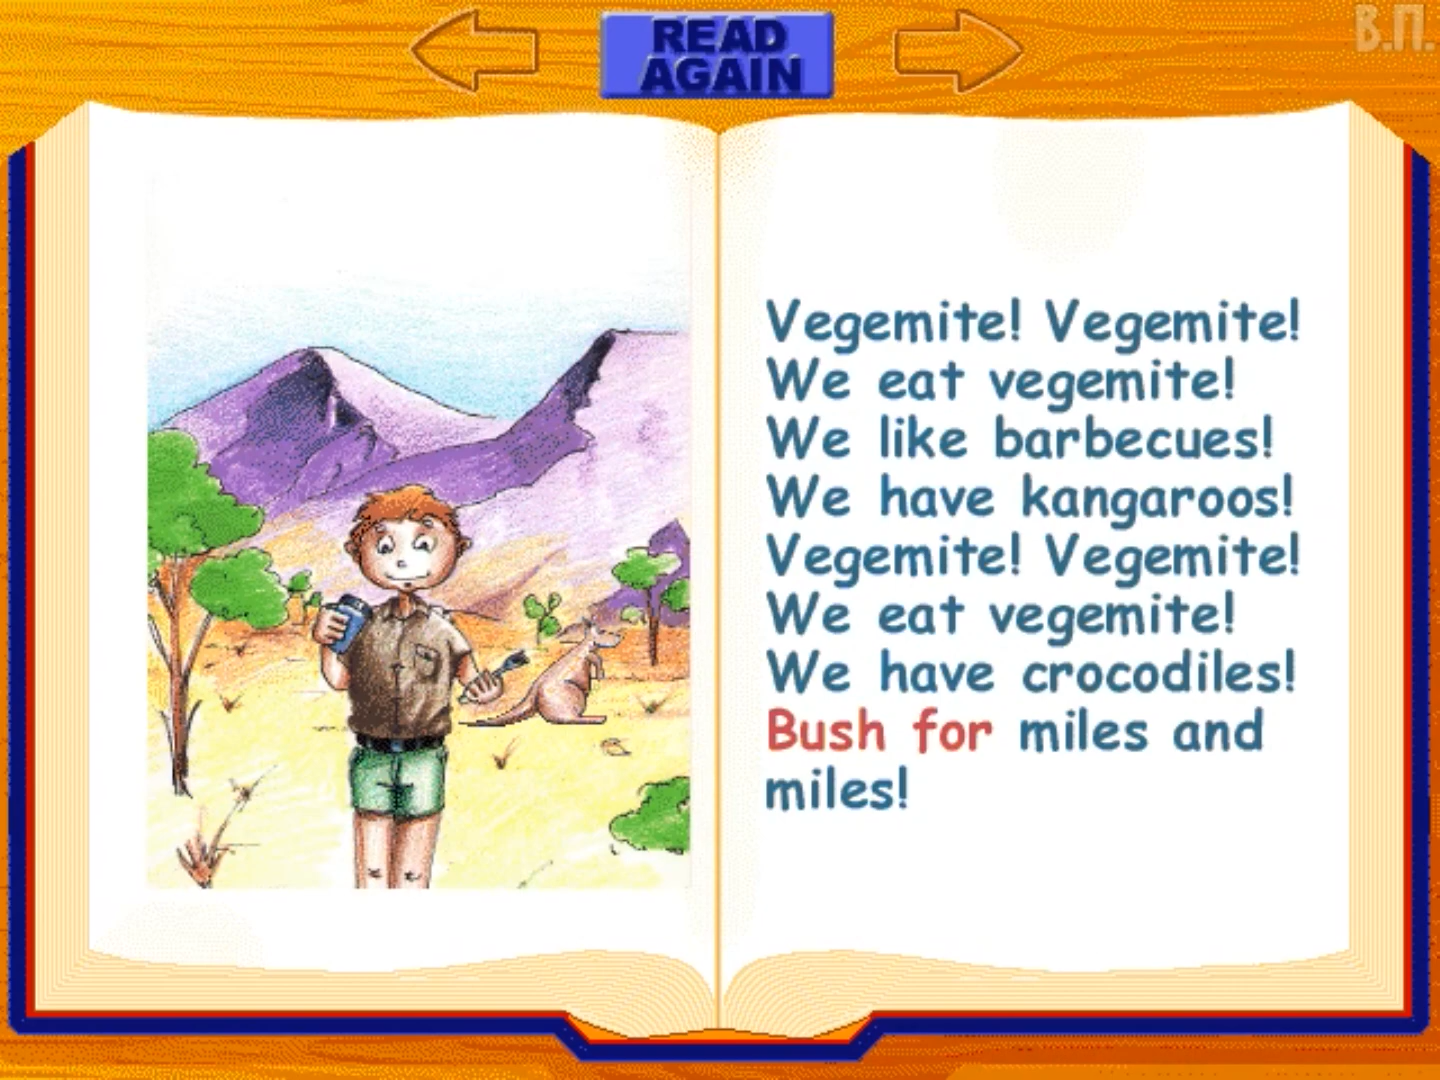 READ
AGAIN
В.П.
Vegemite! Vegemite!
We eat vegemite!
We like barbecues!
We have kangaroos!
Vegemite! Vegemite!
We eat vegemite!
We have crocodiles!
Bush for miles and
miles!